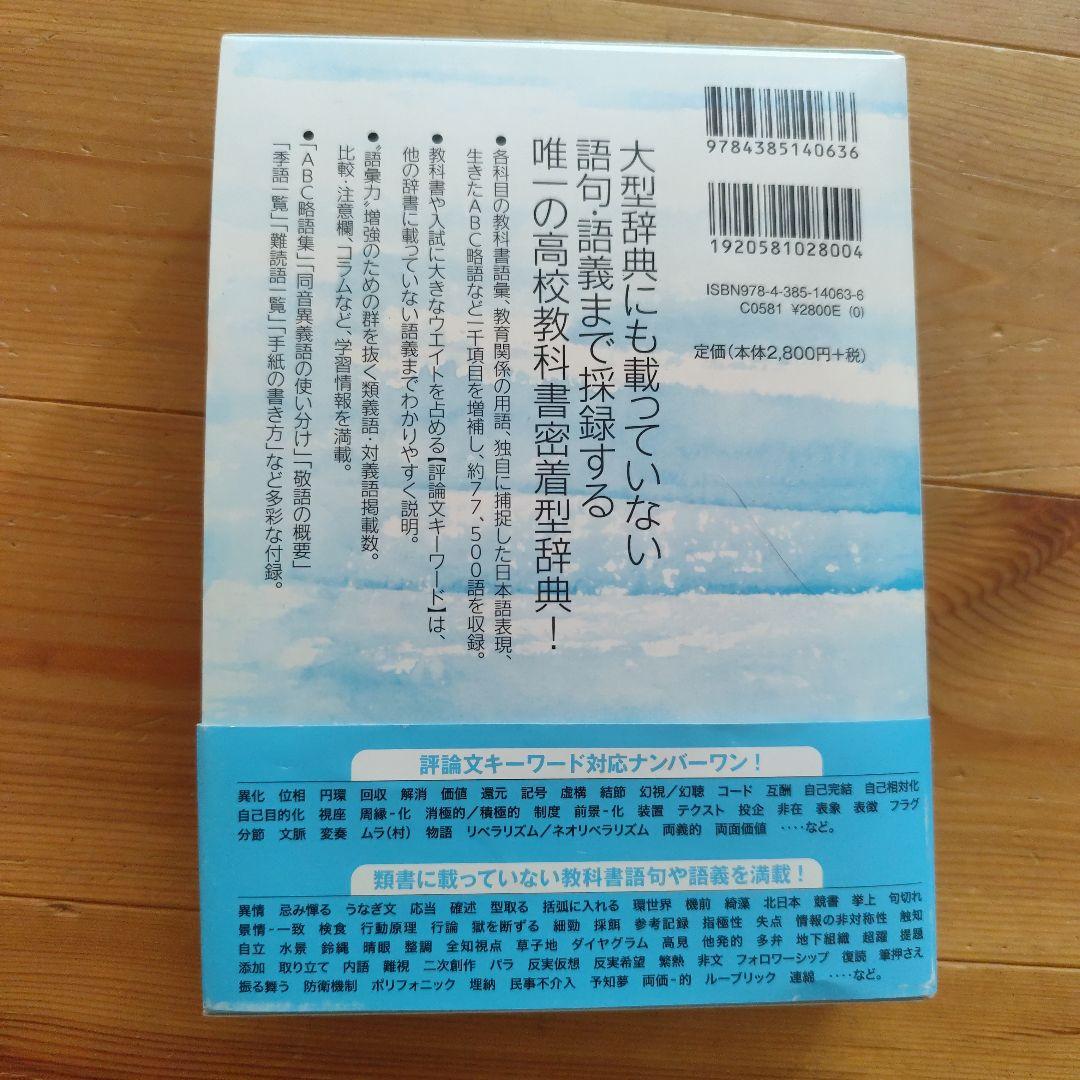 9784385140636
1920581028004
ISBN978-4-385-14063-6
C0581 ¥2800E (0)
定価(本体2,800円+税)
大型辞典にも載っていない
語句・語義まで採録する
唯一の高校教科書密着型辞典!
●各科目の教科書語彙、教育関係の用語、独自に捕捉した日本語表現、
生きたABC略語など一千項目を増補し、約77、500語を収録。
●教科書や入試に大きなウエイトを占める【評論文キーワード】は、
他の辞書に載っていない語義までわかりやすく説明。
●“語彙力”増強のための群を抜く類義語・対義語掲載数。
比較・注意欄、コラムなど、学習情報を満載。
●「ABC略語集」「同音異義語の使い分け」「敬語の概要」
「季語一覧」「難読語一覧」「手紙の書き方」など多彩な付録。
評論文キーワード対応ナンバーワン!
異化 位相 円環 回収 解消 価値 還元 記号 虚構 結節 幻視/幻聴 コード 互酬 自己完結 自己相対化
自己目的化 視座 周縁-化 消極的/積極的 制度 前景-化 装置 テクスト 投企 非在 表象 表徴 フラグ
分節 文脈 変奏 ムラ(村) 物語 リベラリズム/ネオリベラリズム 両義的 両面価値 ‥‥など。
類書に載っていない教科書語句や語義を満載!
異情 忌み憚る うなぎ文 応当 確述 型取る 括弧に入れる 環世界 機前 綺藻 北日本 競書 挙上 句切れ
景情-一致 検食 行動原理 行論 獄を断ずる 細勁 採餌 参考記録 指極性 失点 情報の非対称性 触知
自立 水景 鈴縄 晴眼 整調 全知視点 草子地 ダイヤグラム 高見 他発的 多弁 地下組織 超躍 提題
添加 取り立て 内語 難視 二次創作 パラ 反実仮想 反実希望 繁熱 非文 フォロワーシップ 復読 筆押さえ
振る舞う 防衛機制 ポリフォニック 埋納 民事不介入 予知夢 両価-的 ルーブリック 連綿 ‥‥など。